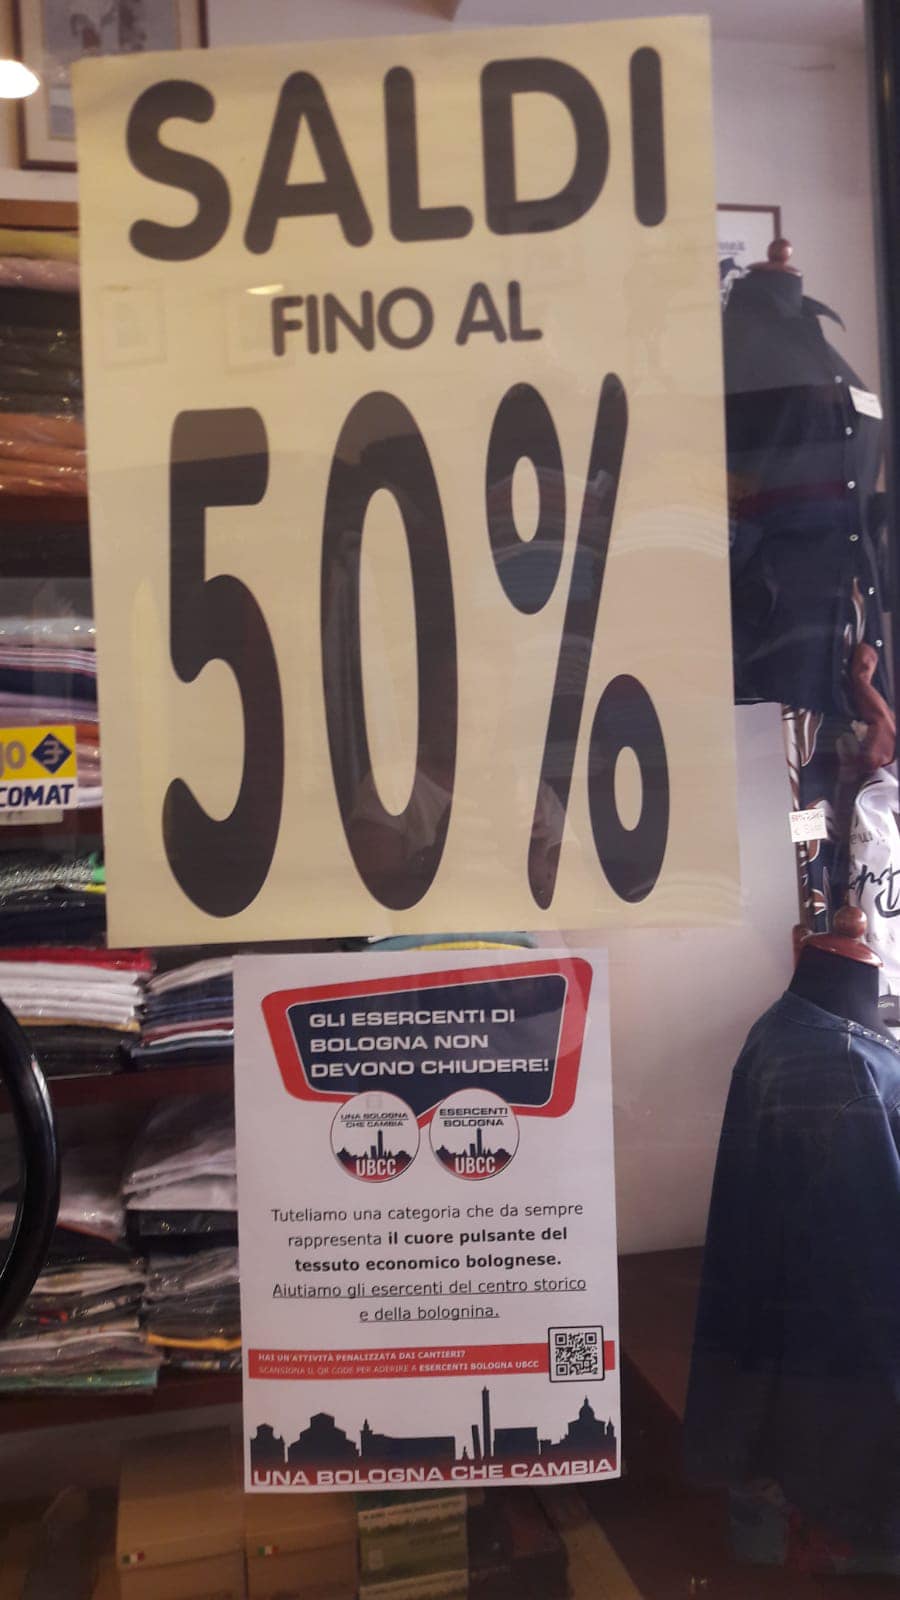 SALDI
FINO AL
50%
COMAT
GLI ESERCENTI DI
BOLOGNA NON
DEVONO CHIUDERE!
UNA BOLOGNA
CHE CAMBIA
UBCC
ESERCENTI
BOLOGNA
UBCC
Tuteliamo una categoria che da sempre
rappresenta il cuore pulsante del
tessuto economico bolognese.
Aiutiamo gli esercenti del centro storico
e della bolognina.
HAI UN'ATTIVITÀ PENALIZZATA DAI CANTIERI?
SCANSIONA IL QR CODE PER ADERIRE A ESERCENTI BOLOGNA UBCC
UNA BOLOGNA CHE CAMBIA